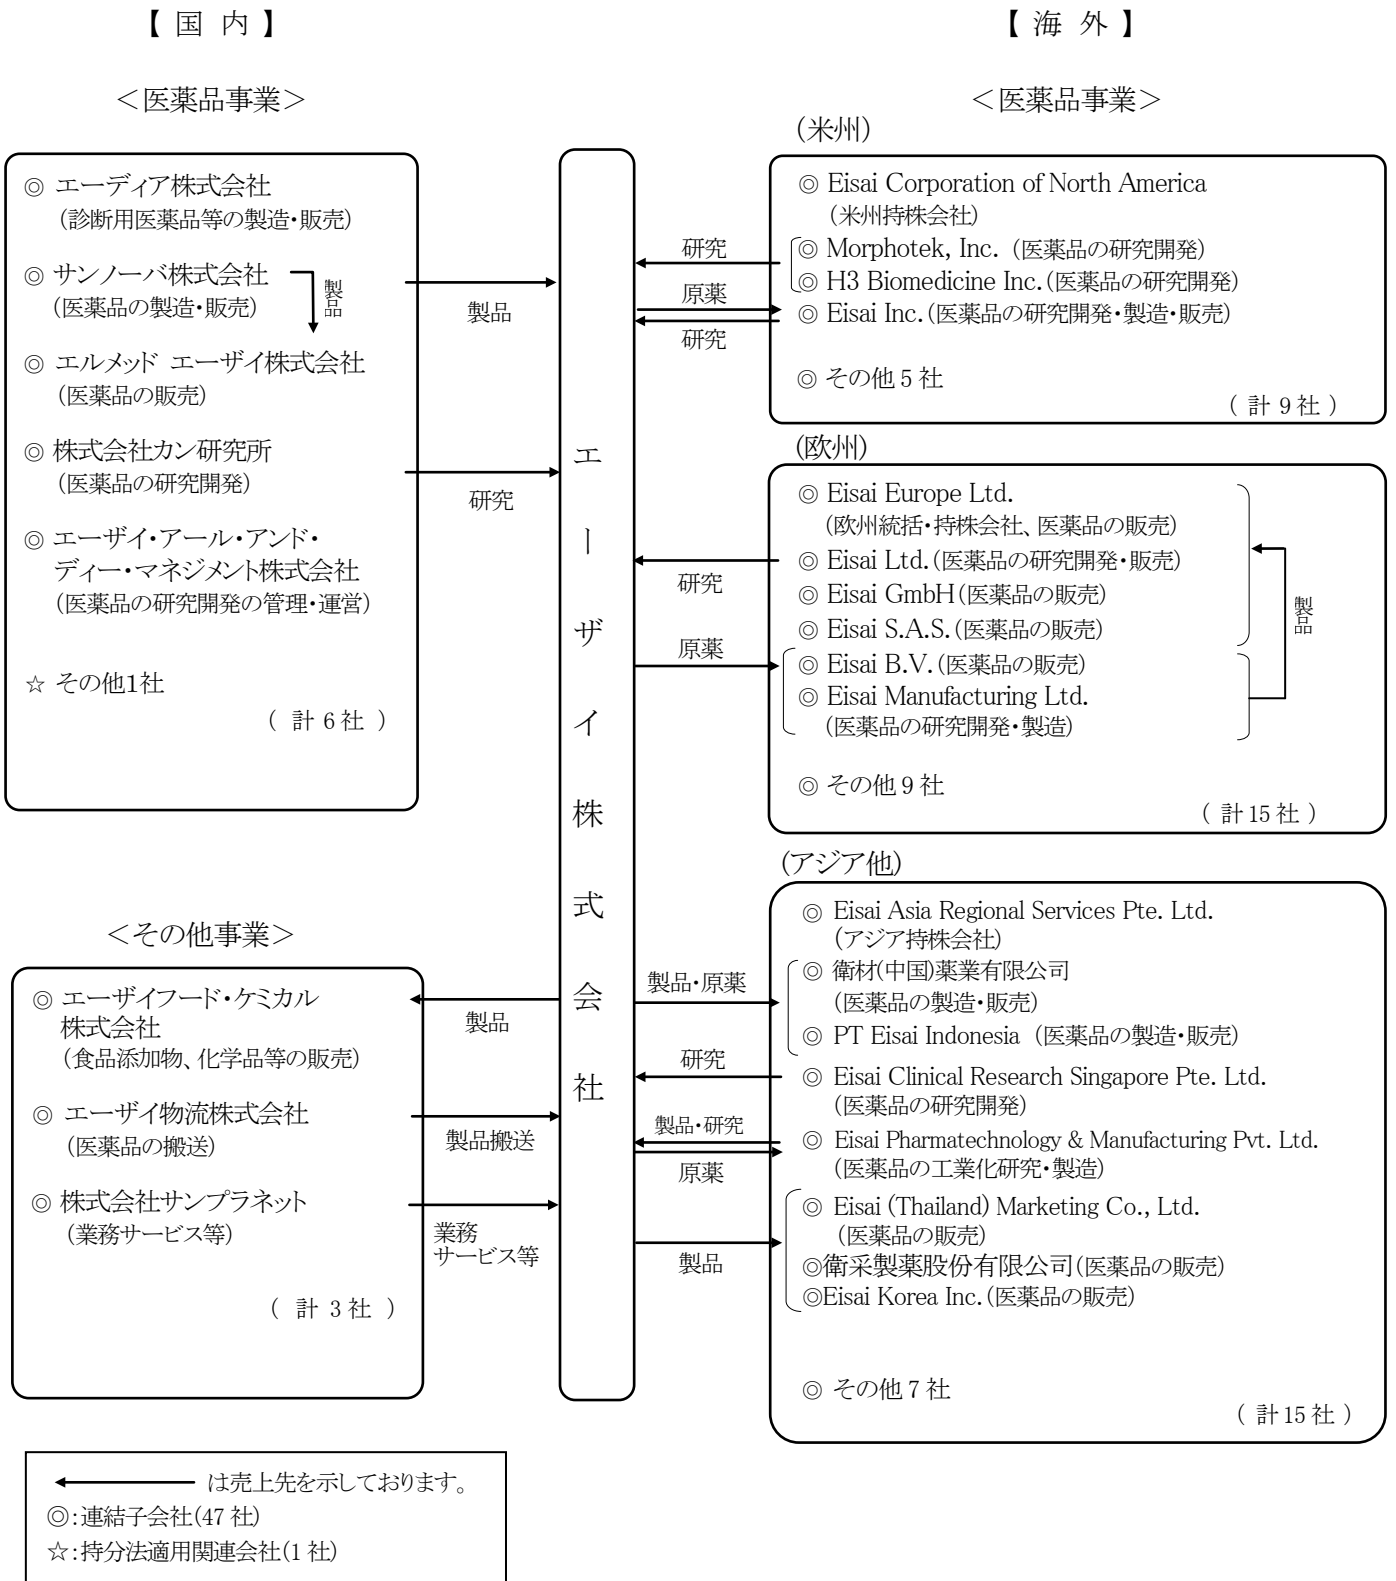 【 国 内 】
＜医薬品事業＞
◎ エーディア株式会社
（診断用医薬品等の製造・販売）
◎ サンノーバ株式会社
（医薬品の製造・販売）
製品
◎ エルメッド エーザイ株式会社
（医薬品の販売）
◎ 株式会社カン研究所
（医薬品の研究開発）
◎ エーザイ・アール・アンド・
ディー・マネジメント株式会社
（医薬品の研究開発の管理・運営）
☆ その他1社
（ 計 6 社 ）
製品
研究
＜その他事業＞
◎ エーザイフード・ケミカル
株式会社
（食品添加物、化学品等の販売）
◎ エーザイ物流株式会社
（医薬品の搬送）
◎ 株式会社サンプラネット
（業務サービス等）
（ 計 3 社 ）
製品
製品搬送
業務
サービス等
エーザイ株式会社
【 海 外 】
＜医薬品事業＞
（米州）
◎ Eisai Corporation of North America
（米州持株会社）
◎ Morphotek, Inc.（医薬品の研究開発）
◎ H3 Biomedicine Inc.（医薬品の研究開発）
◎ Eisai Inc.（医薬品の研究開発・製造・販売）
◎ その他 5 社
（ 計 9 社 ）
研究
原薬
研究
（欧州）
◎ Eisai Europe Ltd.
（欧州統括・持株会社、医薬品の販売）
◎ Eisai Ltd.（医薬品の研究開発・販売）
◎ Eisai GmbH（医薬品の販売）
◎ Eisai S.A.S.（医薬品の販売）
◎ Eisai B.V.（医薬品の販売）
◎ Eisai Manufacturing Ltd.
（医薬品の研究開発・製造）
製品
◎ その他 9 社
（ 計 15 社 ）
研究
原薬
（アジア他）
◎ Eisai Asia Regional Services Pte. Ltd.
（アジア持株会社）
◎ 衛材(中国)薬業有限公司
（医薬品の製造・販売）
◎ PT Eisai Indonesia （医薬品の製造・販売）
◎ Eisai Clinical Research Singapore Pte. Ltd.
（医薬品の研究開発）
◎ Eisai Pharmatechnology & Manufacturing Pvt. Ltd.
（医薬品の工業化研究・製造）
◎ Eisai (Thailand) Marketing Co., Ltd.
（医薬品の販売）
◎衛采製薬股份有限公司（医薬品の販売）
◎Eisai Korea Inc.（医薬品の販売）
◎ その他 7 社
（ 計 15 社 ）
製品・原薬
研究
製品・研究
原薬
製品
は売上先を示しております。
◎：連結子会社(47 社)
☆：持分法適用関連会社(1 社)